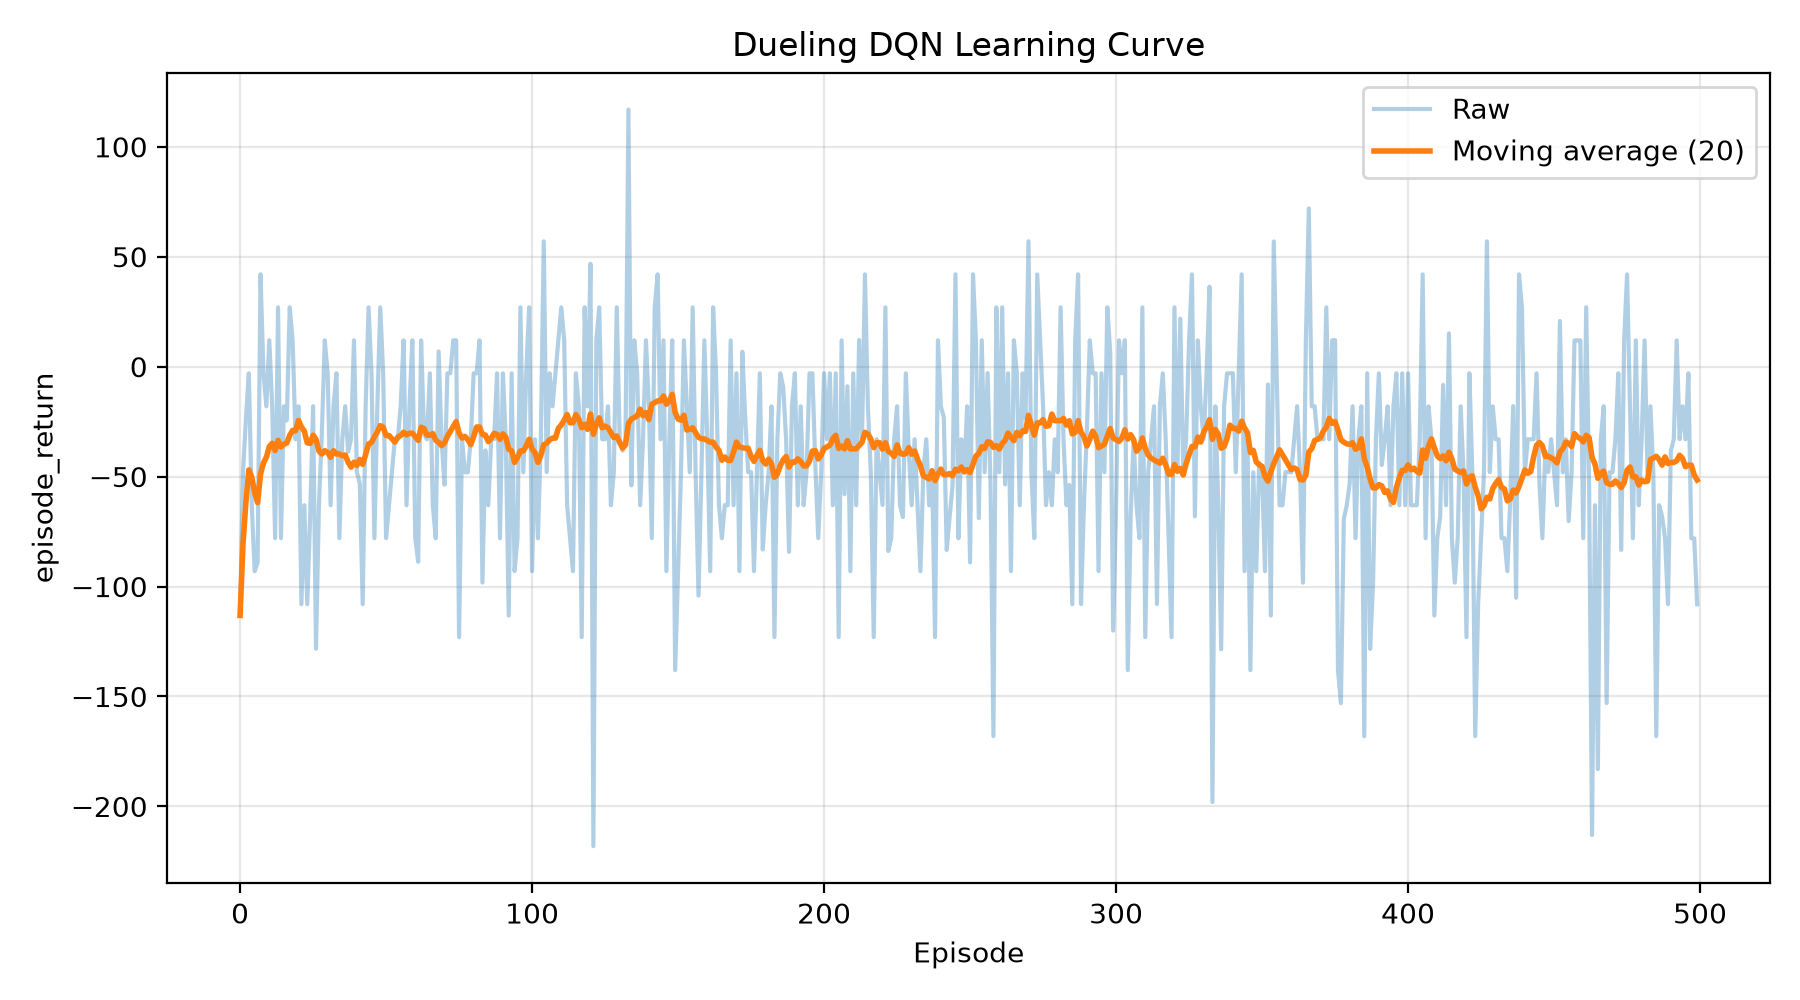 Dueling DQN Learning Curve
Raw
Moving average (20)
100
50
0
−50
−100
−150
−200
episode_return
0 100 200 300 400 500
Episode